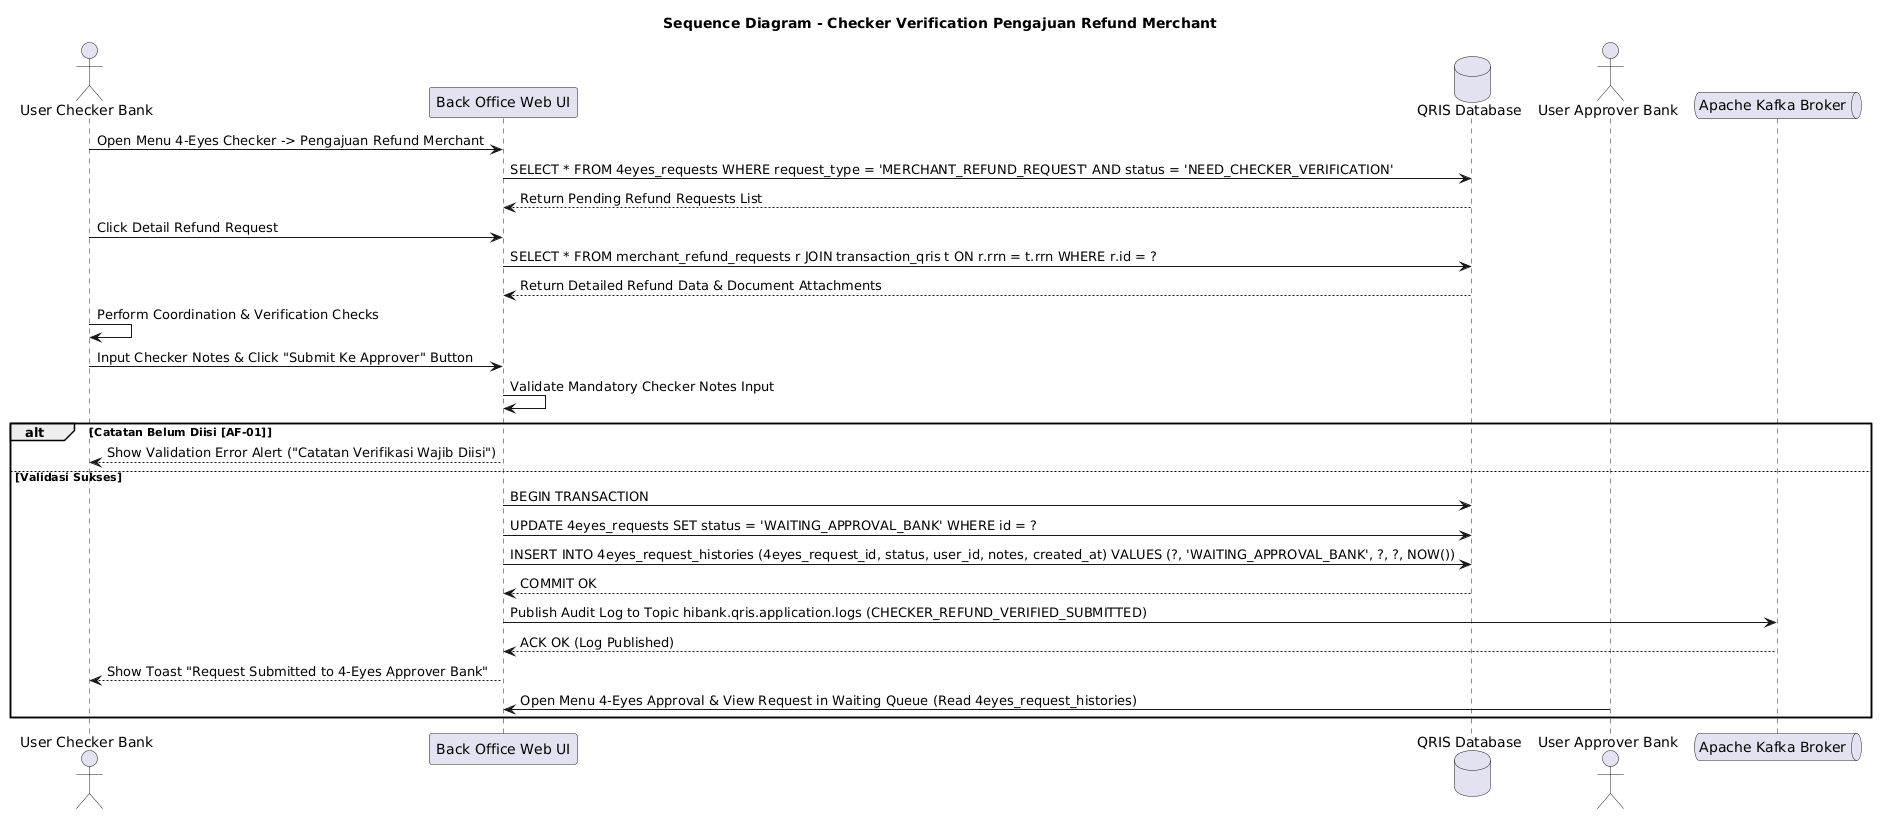 Sequence Diagram - Checker Verification Pengajuan Refund Merchant
User Checker Bank
Back Office Web UI
QRIS Database
User Approver Bank
Apache Kafka Broker
Open Menu 4-Eyes Checker -> Pengajuan Refund Merchant
SELECT * FROM 4eyes_requests WHERE request_type = 'MERCHANT_REFUND_REQUEST' AND status = 'NEED_CHECKER_VERIFICATION'
Return Pending Refund Requests List
Click Detail Refund Request
SELECT * FROM merchant_refund_requests r JOIN transaction_qris t ON r.rrn = t.rrn WHERE r.id = ?
Return Detailed Refund Data & Document Attachments
Perform Coordination & Verification Checks
Input Checker Notes & Click "Submit Ke Approver" Button
Validate Mandatory Checker Notes Input
alt
[Catatan Belum Diisi [AF-01]]
Show Validation Error Alert ("Catatan Verifikasi Wajib Diisi")
[Validasi Sukses]
BEGIN TRANSACTION
UPDATE 4eyes_requests SET status = 'WAITING_APPROVAL_BANK' WHERE id = ?
INSERT INTO 4eyes_request_histories (4eyes_request_id, status, user_id, notes, created_at) VALUES (?, 'WAITING_APPROVAL_BANK', ?, ?, NOW())
COMMIT OK
Publish Audit Log to Topic hibank.qris.application.logs (CHECKER_REFUND_VERIFIED_SUBMITTED)
ACK OK (Log Published)
Show Toast "Request Submitted to 4-Eyes Approver Bank"
Open Menu 4-Eyes Approval & View Request in Waiting Queue (Read 4eyes_request_histories)
User Checker Bank
Back Office Web UI
QRIS Database
User Approver Bank
Apache Kafka Broker